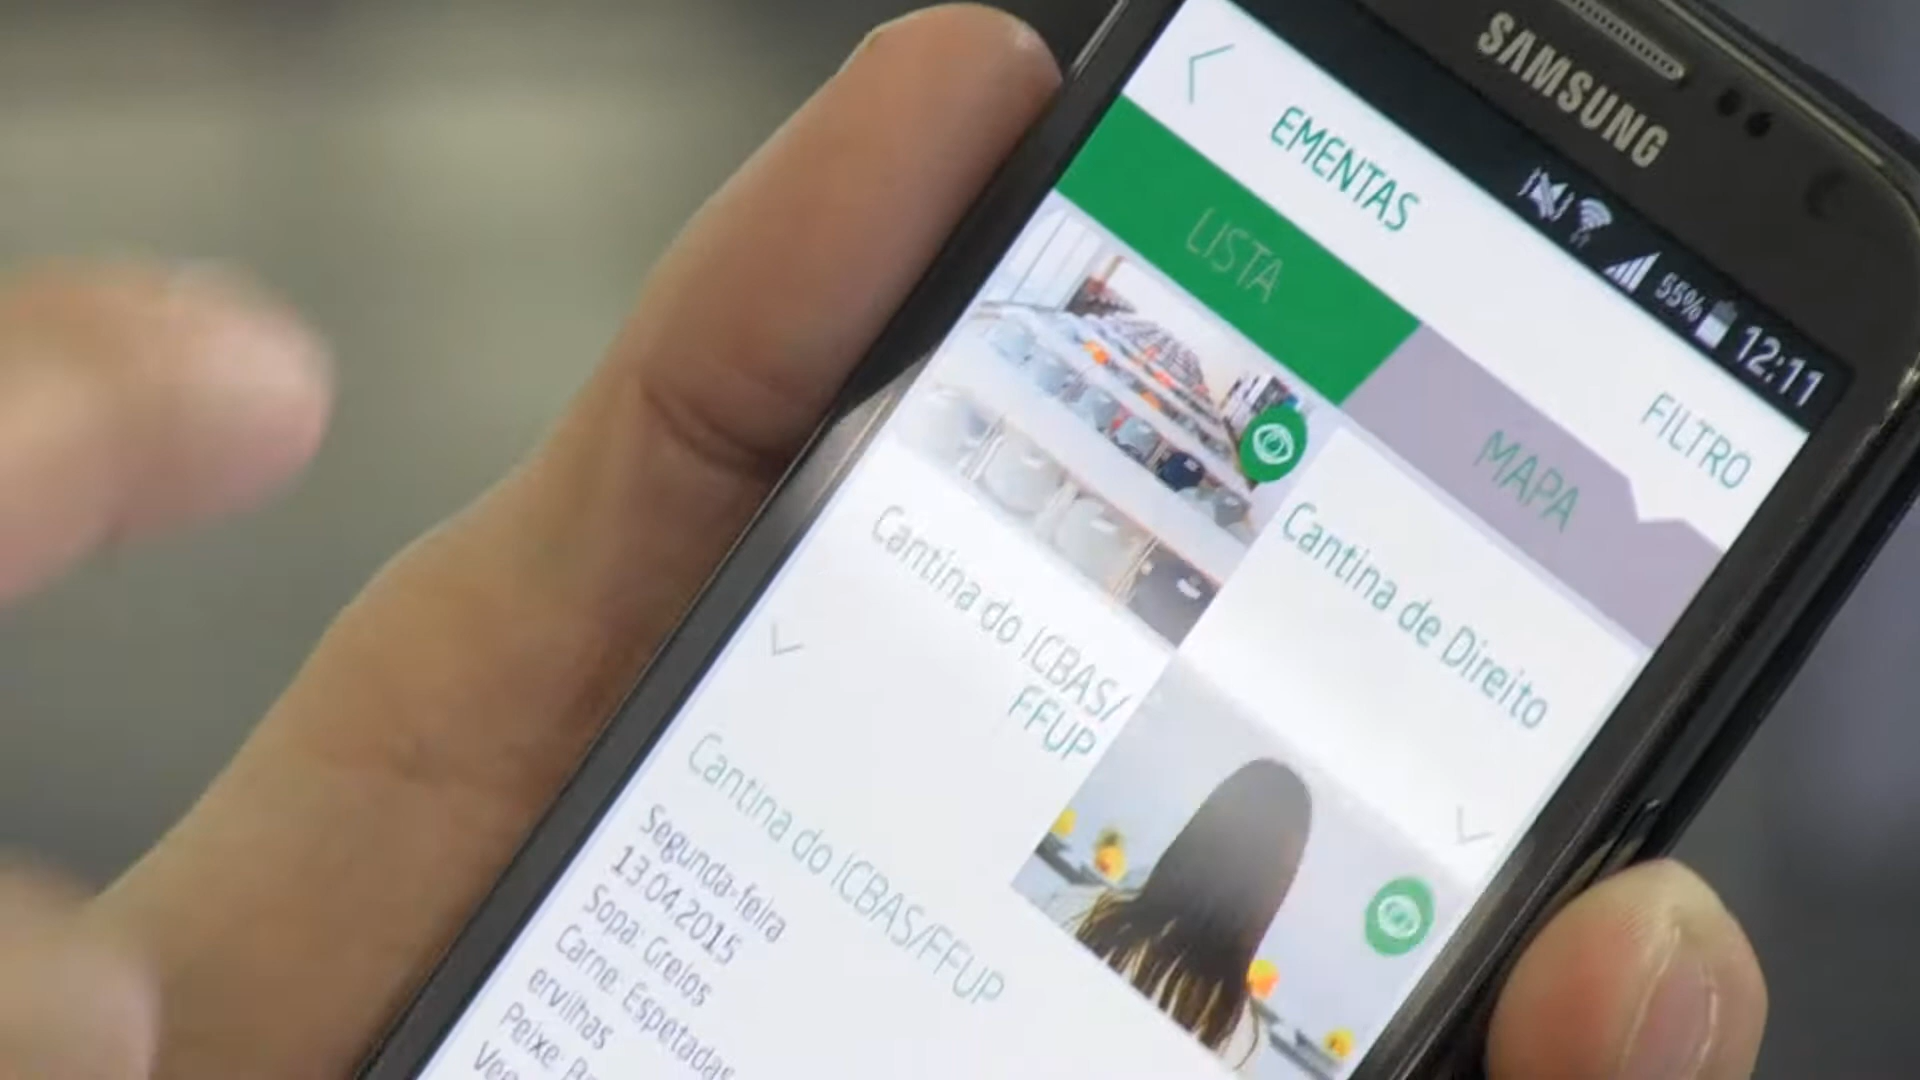 SAMSUNG
55% 12:11
EMENTAS
FILTRO
LISTA
MAPA
Cantina de Direito
Cantina do ICBAS/
FFUP
Cantina do ICBAS/FFUP
Segunda-feira
13.04.2015
Sopa: Grelos
Carne: Espetadas
ervilhas
Peixe: